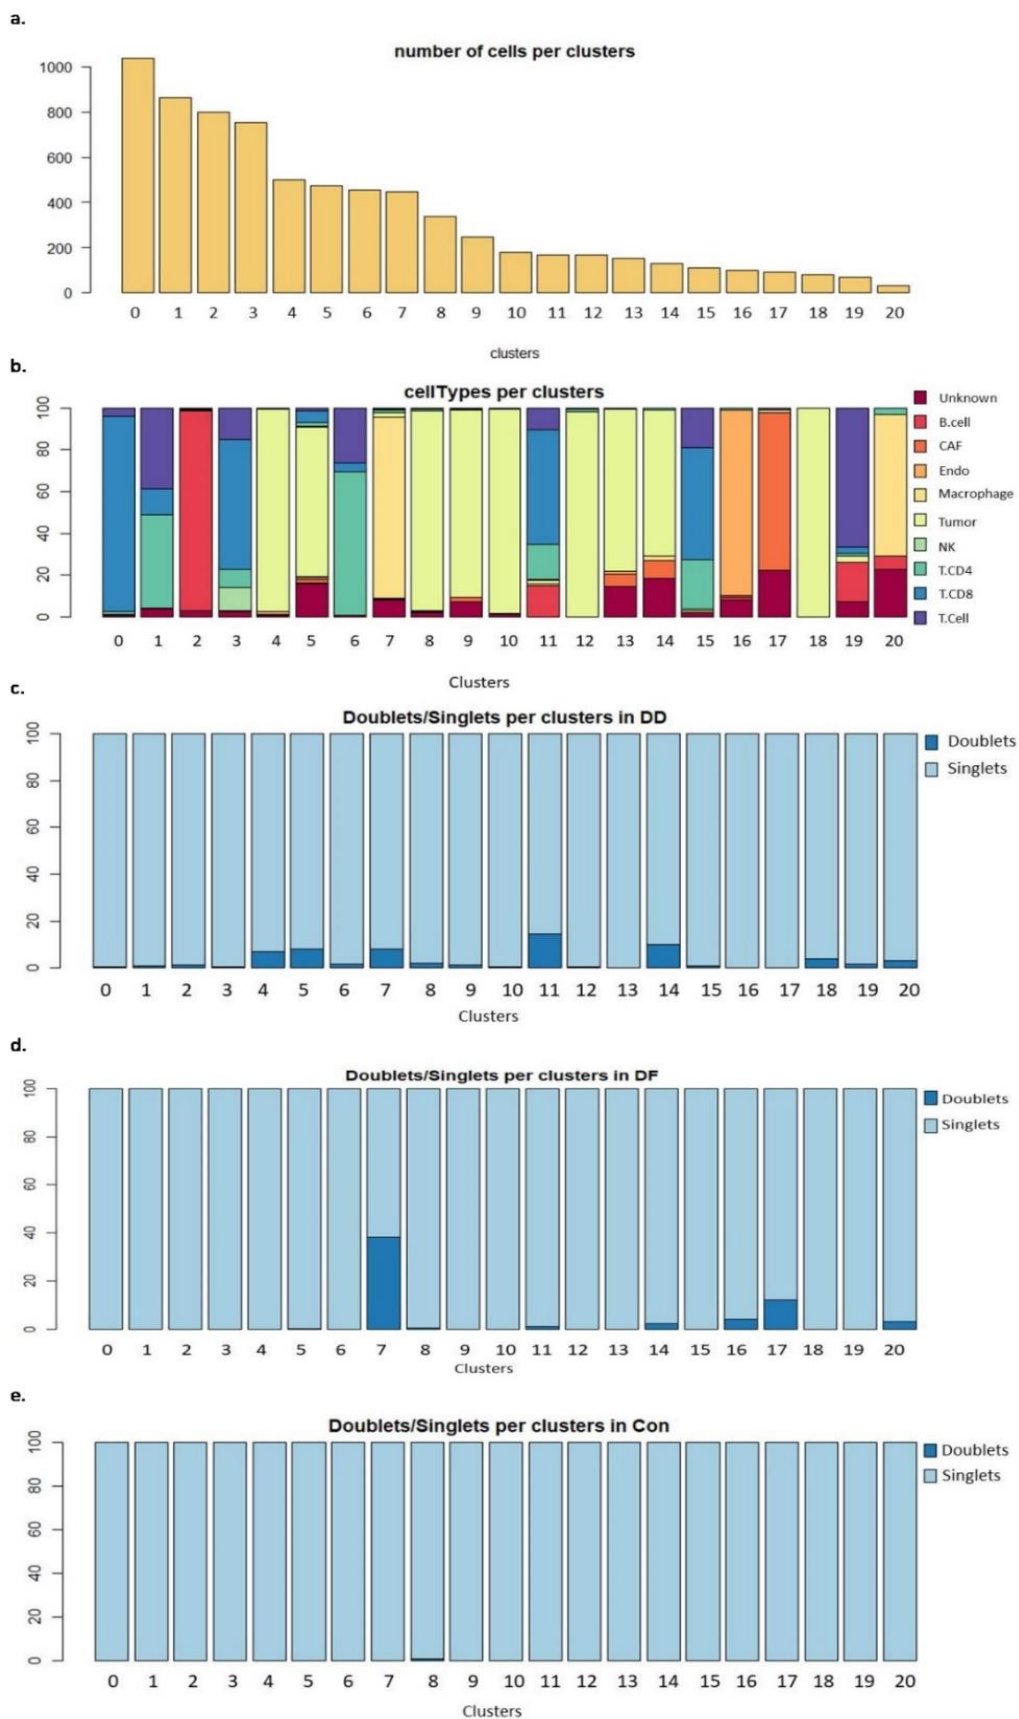 a.
number of cells per clusters
1000
800
600
400
200
0
0 1 2 3 4 5 6 7 8 9 10 11 12 13 14 15 16 17 18 19 20
clusters
b.
cellTypes per clusters
100
80
60
40
20
0
Unknown
B.cell
CAF
Endo
Macrophage
Tumor
NK
T.CD4
T.CD8
T.Cell
0 1 2 3 4 5 6 7 8 9 10 11 12 13 14 15 16 17 18 19 20
Clusters
c.
Doublets/Singlets per clusters in DD
100
80
60
40
20
0
Doublets
Singlets
0 1 2 3 4 5 6 7 8 9 10 11 12 13 14 15 16 17 18 19 20
Clusters
d.
Doublets/Singlets per clusters in DF
100
80
60
40
20
0
Doublets
Singlets
0 1 2 3 4 5 6 7 8 9 10 11 12 13 14 15 16 17 18 19 20
Clusters
e.
Doublets/Singlets per clusters in Con
100
80
60
40
20
0
Doublets
Singlets
0 1 2 3 4 5 6 7 8 9 10 11 12 13 14 15 16 17 18 19 20
Clusters